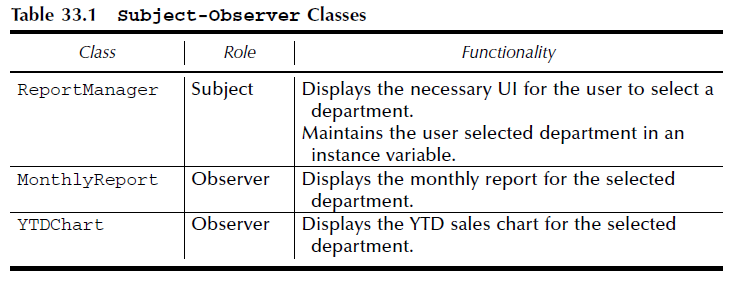 Table 33.1 Subject-Observer Classes
Class Role Functionality
ReportManager Subject Displays the necessary UI for the user to select a
department.
Maintains the user selected department in an
instance variable.
MonthlyReport Observer Displays the monthly report for the selected
department.
YTDChart Observer Displays the YTD sales chart for the selected
department.